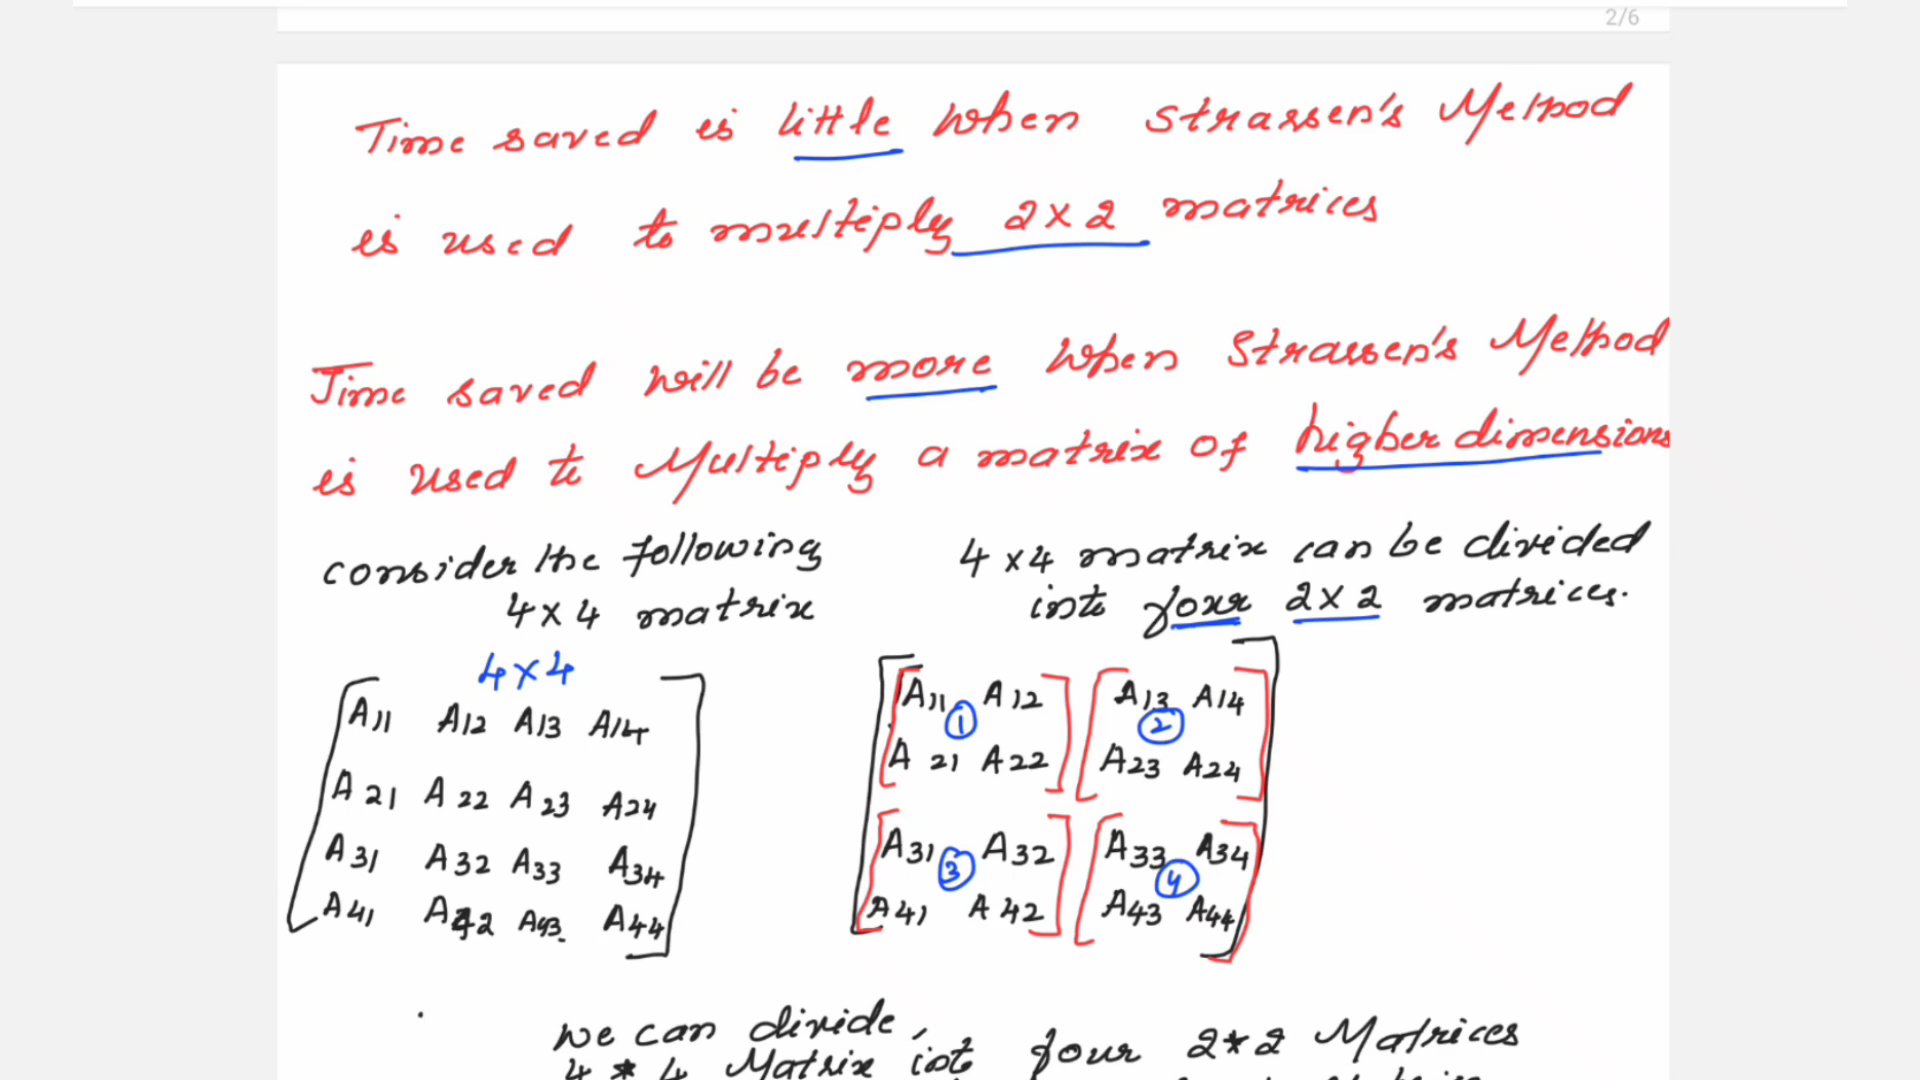 2/6
Time saved is little when Strassen's Method
is used to multiply 2x2 matrices
Time saved will be more when Strassen's Method
is used to Multiply a matrix of higher dimensions
consider the following
4x4 matrix
4x4
A11 A12 A13 A14
A21 A22 A23 A24
A31 A32 A33 A34
A41 A42 A43 A44
4x4 matrix can be divided
into four 2x2 matrices.
A11 A12 A13 A14
1 2
A21 A22 A23 A24
A31 A32 A33 A34
3 4
A41 A42 A43 A44
we can divide
4*4 Matrix into four 2*2 Matrices